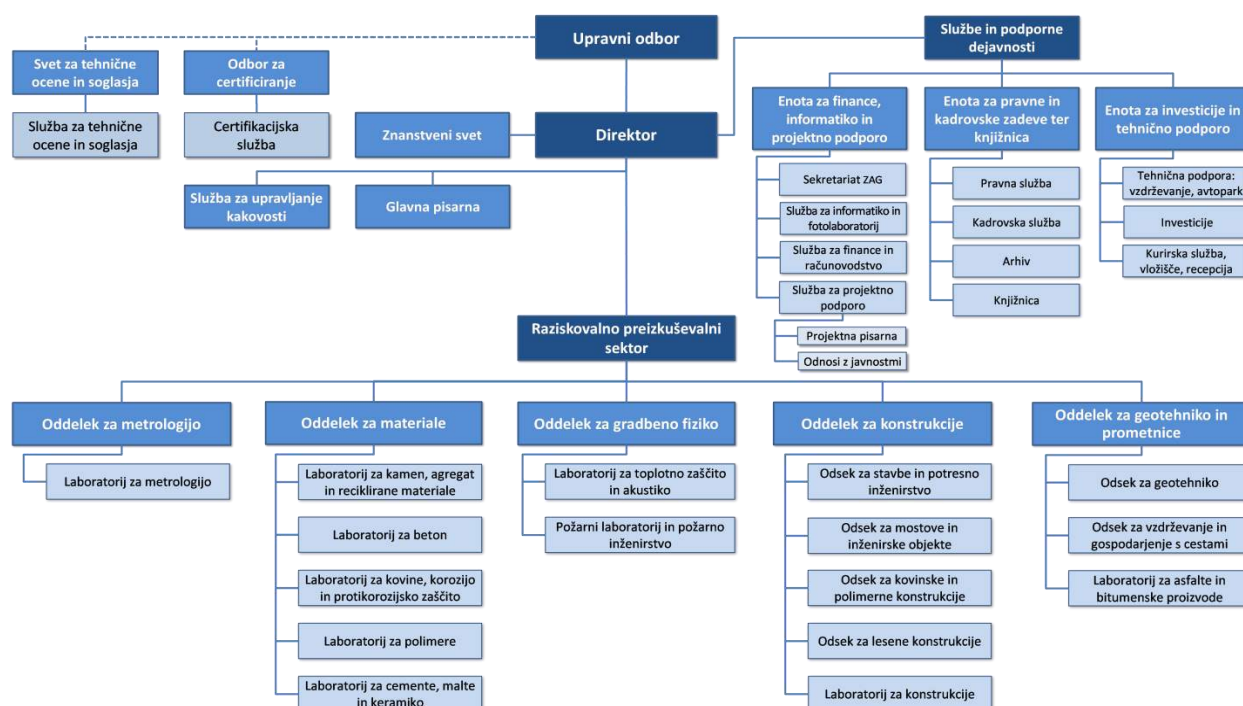 Upravni odbor
Službe in podporne
dejavnosti
Svet za tehnične
ocene in soglasja
Odbor za
certificiranje
Služba za tehnične
ocene in soglasja
Certifikacijska
služba
Znanstveni svet
Direktor
Služba za upravljanje
kakovosti
Glavna pisarna
Enota za finance,
informatiko in
projektno podporo
Sekretariat ZAG
Služba za informatiko in
fotolaboratorij
Služba za finance in
računovodstvo
Služba za projektno
podporo
Projektna pisarna
Odnosi z javnostmi
Enota za pravne in
kadrovske zadeve ter
knjižnica
Pravna služba
Kadrovska služba
Arhiv
Knjižnica
Enota za investicije in
tehnično podporo
Tehnična podpora:
vzdrževanje, avtopark
Investicije
Kurirska služba,
vložišče, recepcija
Raziskovalno preizkuševalni
sektor
Oddelek za metrologijo
Laboratorij za metrologijo
Oddelek za materiale
Laboratorij za kamen, agregat
in reciklirane materiale
Laboratorij za beton
Laboratorij za kovine, korozijo
in protikorozijsko zaščito
Laboratorij za polimere
Laboratorij za cemente, malte
in keramiko
Oddelek za gradbeno fiziko
Laboratorij za toplotno zaščito
in akustiko
Požarni laboratorij in požarno
inženirstvo
Oddelek za konstrukcije
Odsek za stavbe in potresno
inženirstvo
Odsek za mostove in
inženirske objekte
Odsek za kovinske in
polimerne konstrukcije
Odsek za lesene konstrukcije
Laboratorij za konstrukcije
Oddelek za geotehniko in
prometnice
Odsek za geotehniko
Odsek za vzdrževanje in
gospodarjenje s cestami
Laboratorij za asfalte in
bitumenske proizvode